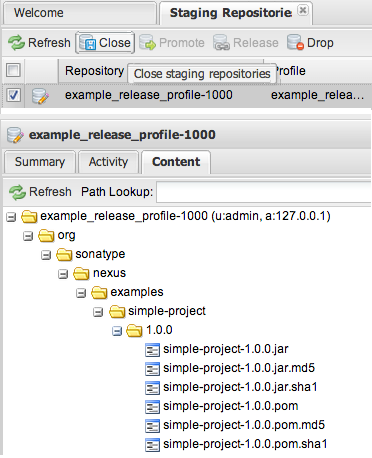 Welcome Staging Repositorie
Refresh Close Promote Release Drop
Repository Profile
Close staging repositories
example_release_profile-1000 example_relea...
example_release_profile-1000
Summary Activity Content
Refresh Path Lookup:
example_release_profile-1000 (u:admin, a:127.0.0.1)
org
sonatype
nexus
examples
simple-project
1.0.0
simple-project-1.0.0.jar
simple-project-1.0.0.jar.md5
simple-project-1.0.0.jar.sha1
simple-project-1.0.0.pom
simple-project-1.0.0.pom.md5
simple-project-1.0.0.pom.sha1